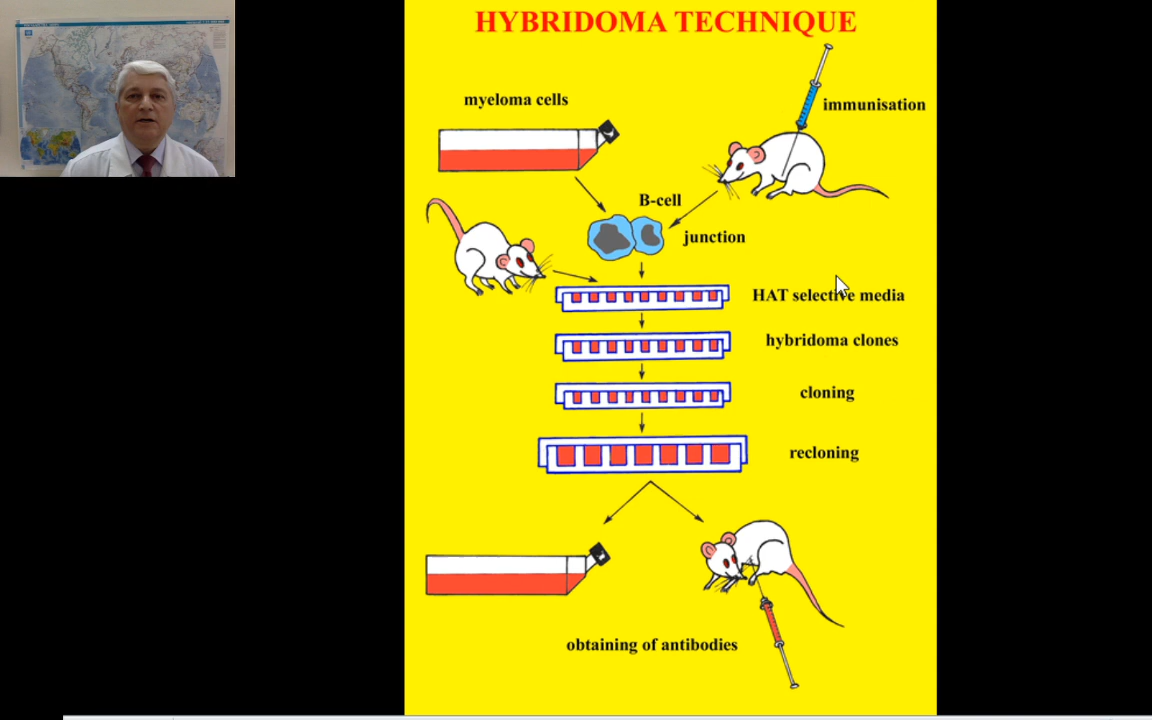 HYBRIDOMA TECHNIQUE
myeloma cells
immunisation
B-cell
junction
HAT selective media
hybridoma clones
cloning
recloning
obtaining of antibodies